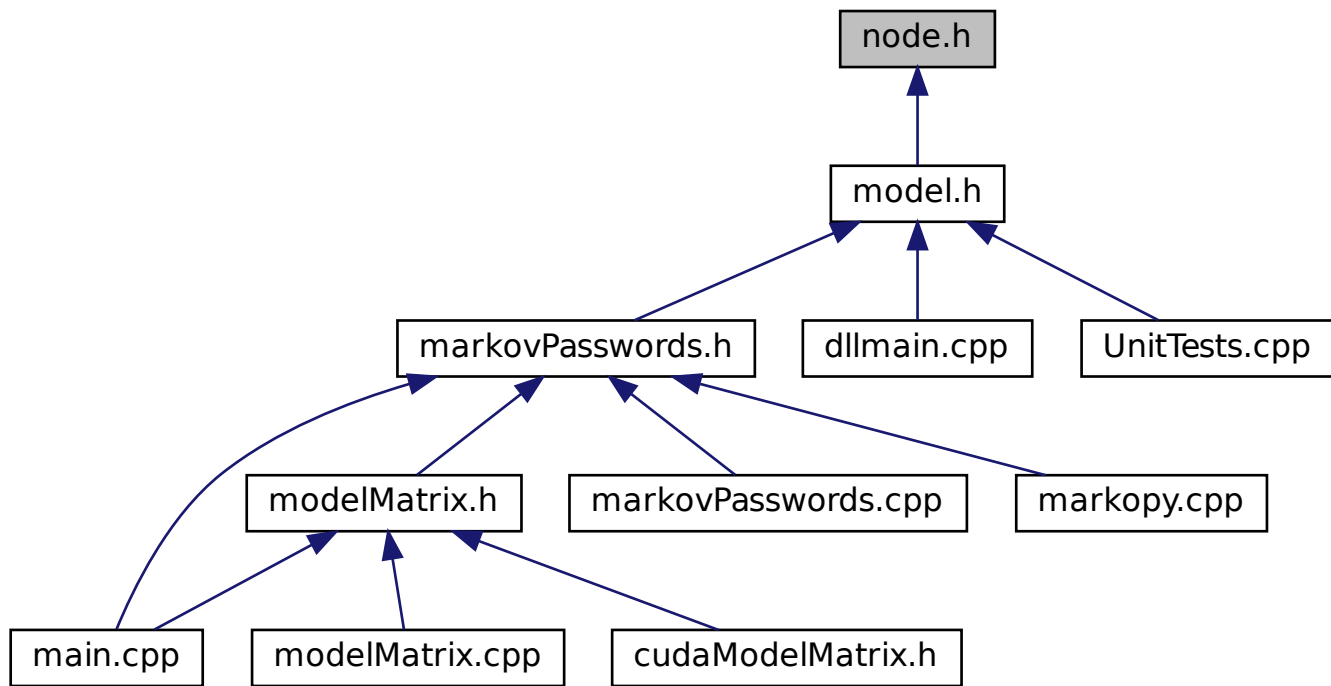 node.h
model.h
markovPasswords.h
dllmain.cpp
UnitTests.cpp
modelMatrix.h
markovPasswords.cpp
markopy.cpp
main.cpp
modelMatrix.cpp
cudaModelMatrix.h